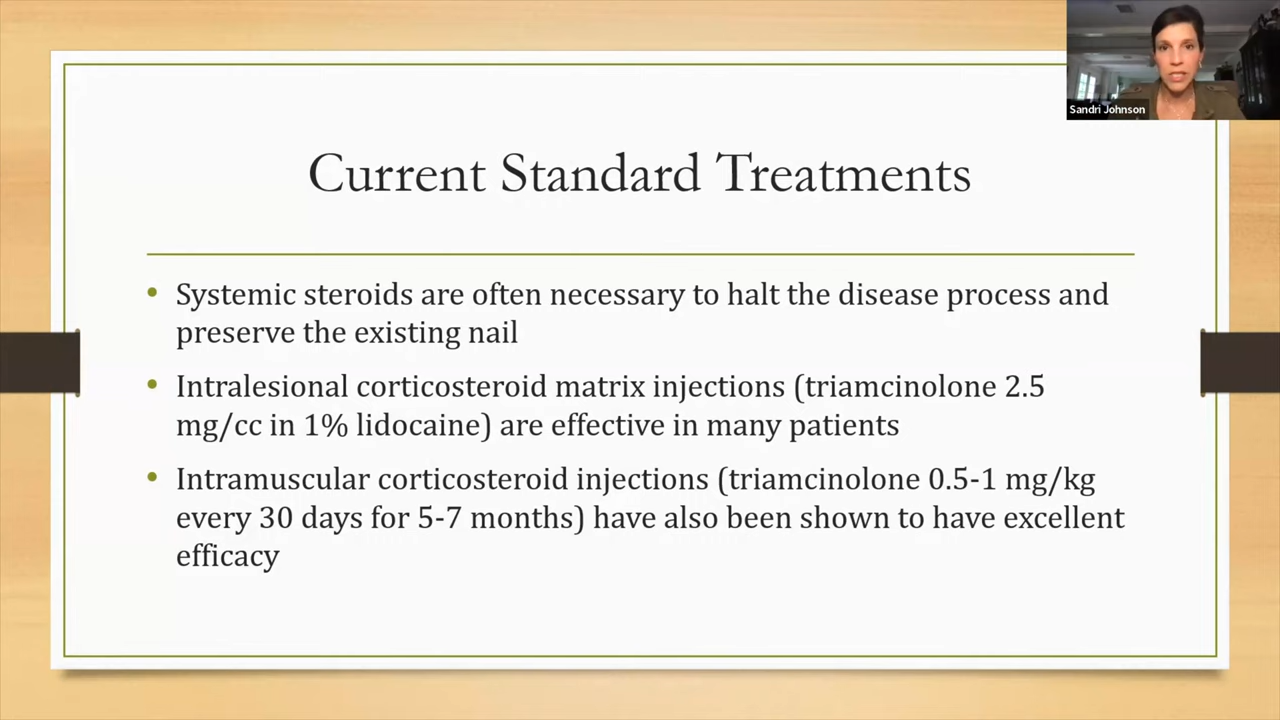 Sandri Johnson
Current Standard Treatments
• Systemic steroids are often necessary to halt the disease process and
preserve the existing nail
• Intralesional corticosteroid matrix injections (triamcinolone 2.5
mg/cc in 1% lidocaine) are effective in many patients
• Intramuscular corticosteroid injections (triamcinolone 0.5-1 mg/kg
every 30 days for 5-7 months) have also been shown to have excellent
efficacy